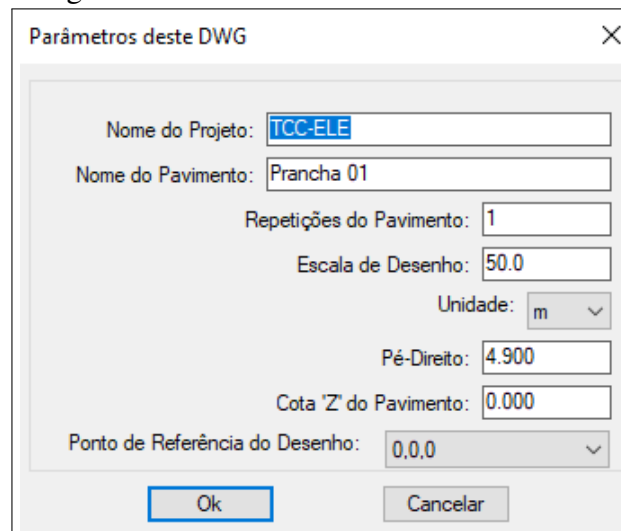 Parâmetros deste DWG
Nome do Projeto: TCC-ELE
Nome do Pavimento: Prancha 01
Repetições do Pavimento: 1
Escala de Desenho: 50.0
Unidade: m
Pé-Direito: 4.900
Cota 'Z' do Pavimento: 0.000
Ponto de Referência do Desenho: 0,0,0
Ok Cancelar